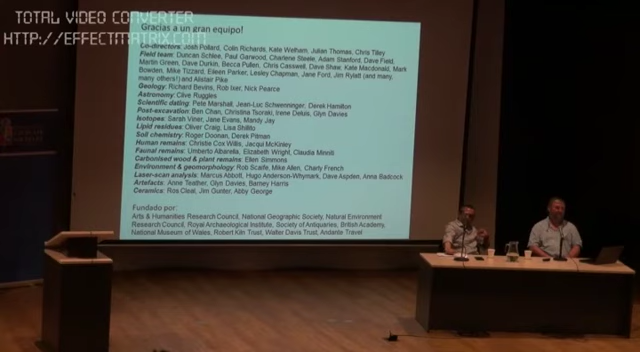 TOTAL VIDEO CONVERTER
HTTP://EFFECTMATRIX.COM
Gracias a un gran equipo!
Co-directors: Josh Pollard, Colin Richards, Kate Welham, Julian Thomas, Chris Tilley
Field team: Duncan Schlee, Paul Garwood, Charlene Steele, Adam Stanford, Dave Field,
Martin Green, Dave Durkin, Becca Pullen, Chris Casswell, Dave Shaw, Kate Macdonald, Mark
Bowden, Mike Tizzard, Eileen Parker, Lesley Chapman, Jane Ford, Jim Rylatt (and many,
many others!) and Alistair Pike
Geology: Richard Bevins, Rob Ixer, Nick Pearce
Astronomy: Clive Ruggles
Scientific dating: Pete Marshall, Jean-Luc Schwenninger, Derek Hamilton
Post-excavation: Ben Chan, Christina Tsoraki, Irene Deluis, Glyn Davies
Isotopes: Sarah Viner, Jane Evans, Mandy Jay
Lipid residues: Oliver Craig, Lisa Shillito
Soil chemistry: Roger Doonan, Derek Pitman
Human remains: Christie Cox Willis, Jacqui McKinley
Faunal remains: Umberto Albarella, Elizabeth Wright, Claudia Minniti
Carbonised wood & plant remains: Ellen Simmons
Environment & geomorphology: Rob Scaife, Mike Allen, Charly French
Laser-scan analysis: Marcus Abbott, Hugo Anderson-Whymark, Dave Aspden, Anna Badcock
Artefacts: Anne Teather, Glyn Davies, Barney Harris
Ceramics: Ros Cleal, Jim Gunter, Abby George
Fundado por:
Arts & Humanities Research Council, National Geographic Society, Natural Environment
Research Council, Royal Archaeological Institute, Society of Antiquaries, British Academy,
National Museum of Wales, Robert Kiln Trust, Walter Davis Trust, Andante Travel